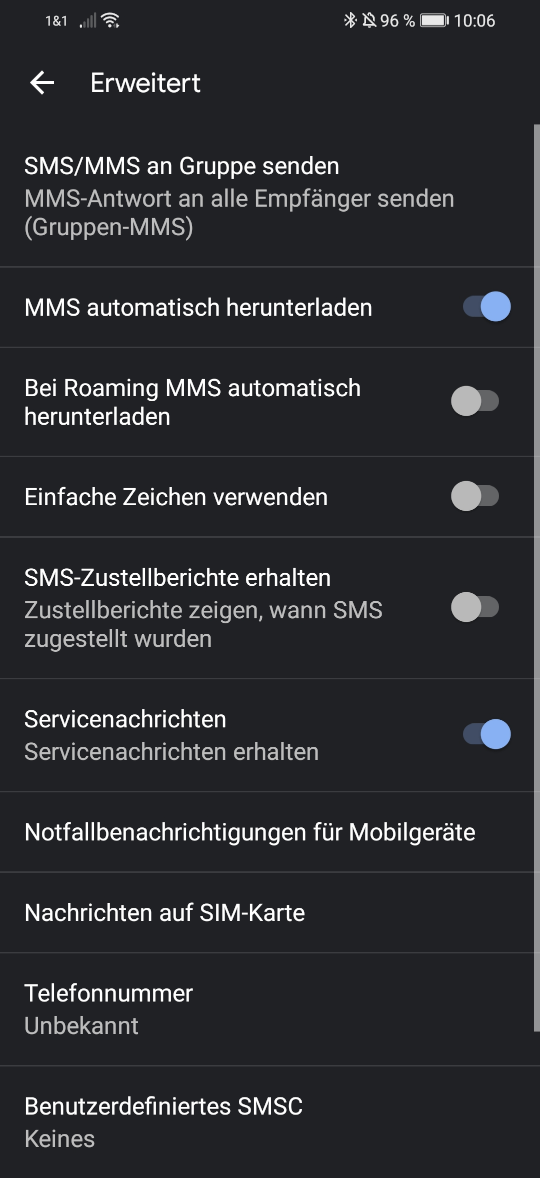 1&1 96 % 10:06
Erweitert
SMS/MMS an Gruppe senden
MMS-Antwort an alle Empfänger senden
(Gruppen-MMS)
MMS automatisch herunterladen
Bei Roaming MMS automatisch
herunterladen
Einfache Zeichen verwenden
SMS-Zustellberichte erhalten
Zustellberichte zeigen, wann SMS
zugestellt wurden
Servicenachrichten
Servicenachrichten erhalten
Notfallbenachrichtigungen für Mobilgeräte
Nachrichten auf SIM-Karte
Telefonnummer
Unbekannt
Benutzerdefiniertes SMSC
Keines